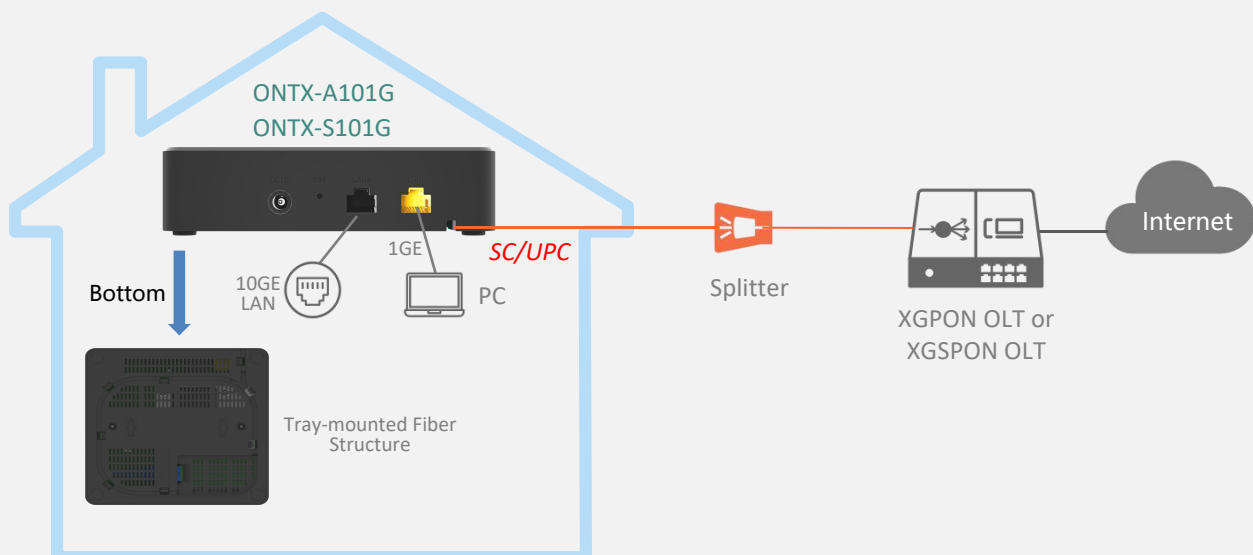 ONTX-A101G
ONTX-S101G
1GE
SC/UPC
10GE
LAN
PC
Bottom
Tray-mounted Fiber
Structure
Splitter
XGPON OLT or
XGSPON OLT
Internet